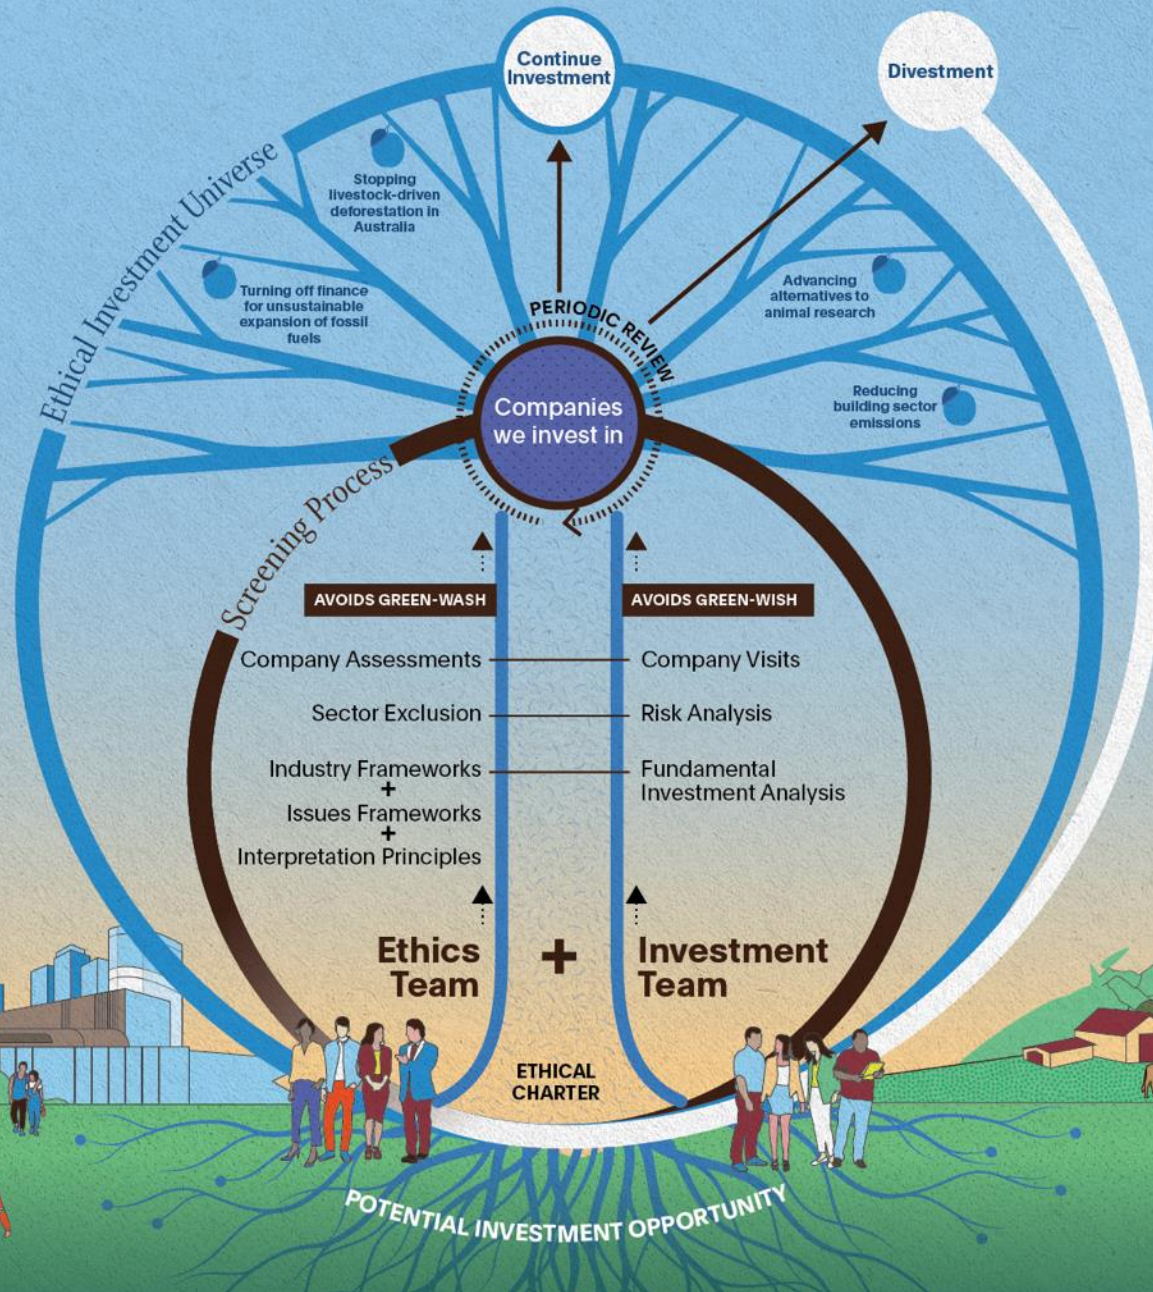 Continue
Investment
Divestment
Ethical Investment Universe
Stopping
livestock-driven
deforestation in
Australia
Turning off finance
for unsustainable
expansion of fossil
fuels
Advancing
alternatives to
animal research
Reducing
building sector
emissions
PERIODIC REVIEW
Companies
we invest in
Screening Process
AVOIDS GREEN-WASH
AVOIDS GREEN-WISH
Company Assessments
Company Visits
Sector Exclusion
Risk Analysis
Industry Frameworks
+
Issues Frameworks
+
Interpretation Principles
Fundamental
Investment Analysis
Ethics
Team
+
Investment
Team
ETHICAL
CHARTER
POTENTIAL INVESTMENT OPPORTUNITY